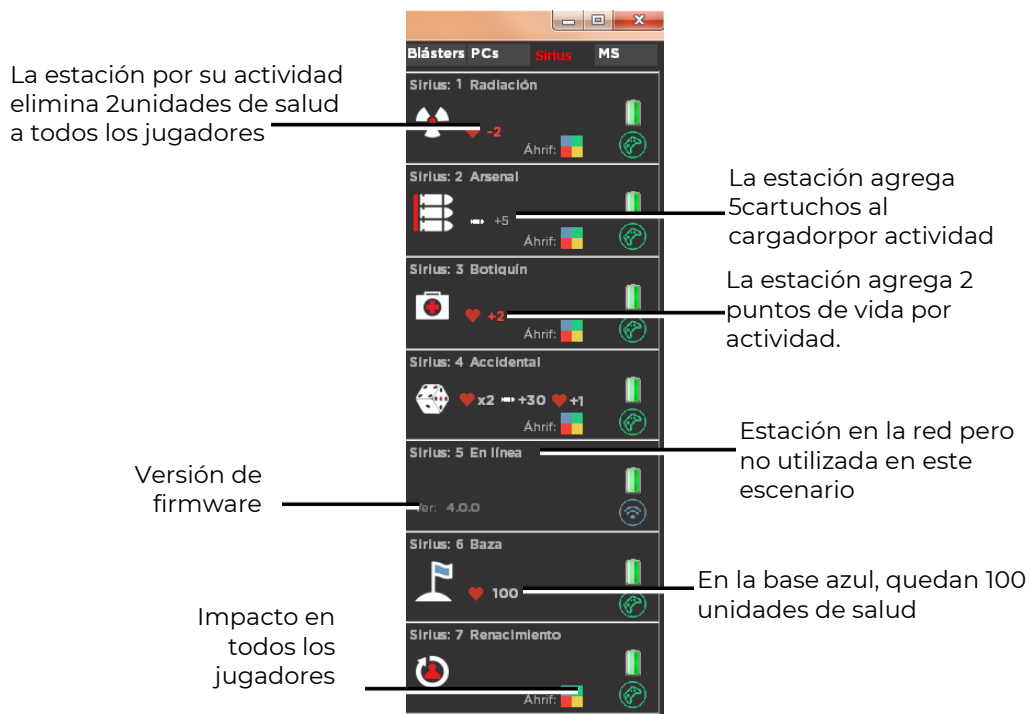 Blásters PCs Sirius MS
La estación por su actividad
elimina 2unidades de salud
a todos los jugadores
Sirius: 1 Radiación
-2
Áhrif:
Sirius: 2 Arsenal
+5
Áhrif:
La estación agrega
5cartuchos al
cargadorpor actividad
Sirius: 3 Botiquín
+2
Áhrif:
La estación agrega 2
puntos de vida por
actividad.
Sirius: 4 Accidental
x2 +30 +1
Áhrif:
Sirius: 5 En línea
Ver: 4.0.0
Estación en la red pero
no utilizada en este
escenario
Versión de
firmware
Sirius: 6 Baza
100
En la base azul, quedan 100
unidades de salud
Sirius: 7 Renacimiento
Áhrif:
Impacto en
todos los
jugadores